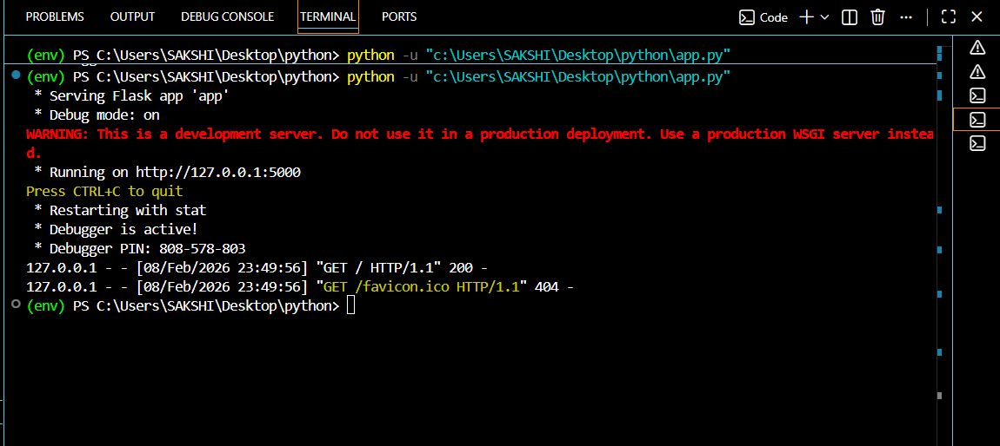 PROBLEMS OUTPUT DEBUG CONSOLE TERMINAL PORTS Code
(env) PS C:\Users\SAKSHI\Desktop\python> python -u "c:\Users\SAKSHI\Desktop\python\app.py"
(env) PS C:\Users\SAKSHI\Desktop\python> python -u "c:\Users\SAKSHI\Desktop\python\app.py"
 * Serving Flask app 'app'
 * Debug mode: on
WARNING: This is a development server. Do not use it in a production deployment. Use a production WSGI server instea
d.
 * Running on http://127.0.0.1:5000
Press CTRL+C to quit
 * Restarting with stat
 * Debugger is active!
 * Debugger PIN: 808-578-803
127.0.0.1 - - [08/Feb/2026 23:49:56] "GET / HTTP/1.1" 200 -
127.0.0.1 - - [08/Feb/2026 23:49:56] "GET /favicon.ico HTTP/1.1" 404 -
(env) PS C:\Users\SAKSHI\Desktop\python>